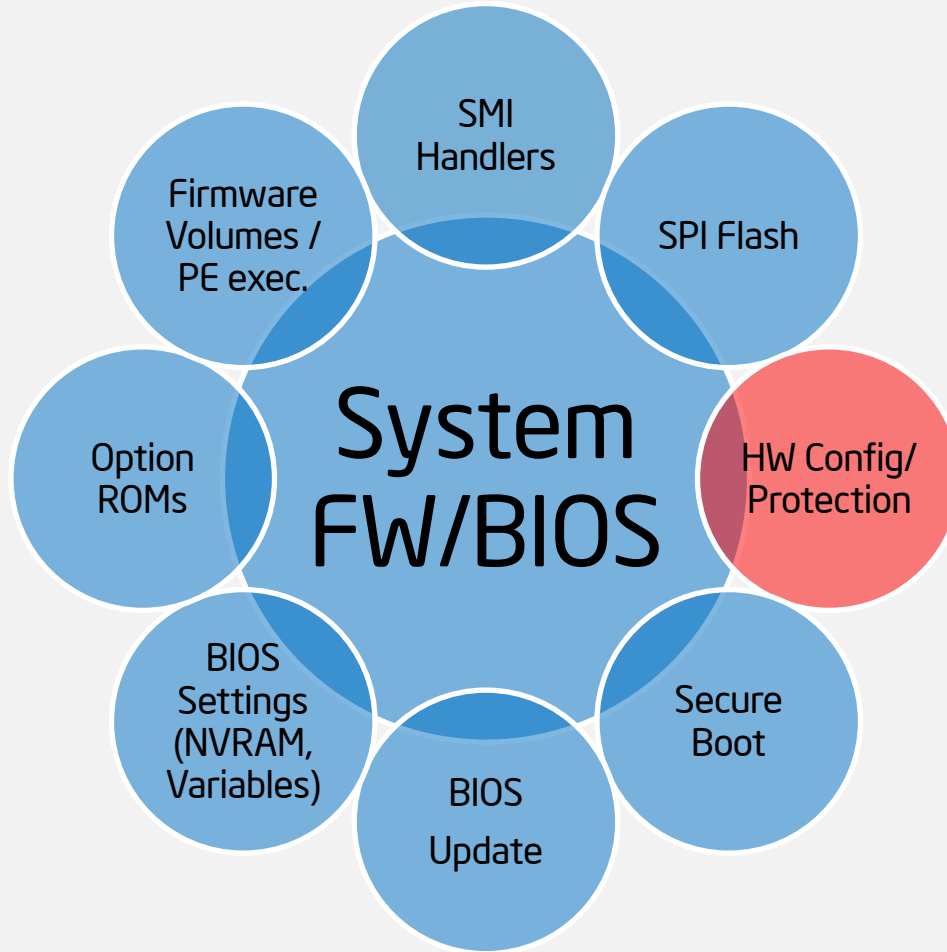 SMI
Handlers
Firmware
Volumes /
PE exec.
SPI Flash
System
FW/BIOS
Option
ROMs
HW Config/
Protection
BIOS
Settings
(NVRAM,
Variables)
Secure
Boot
BIOS
Update